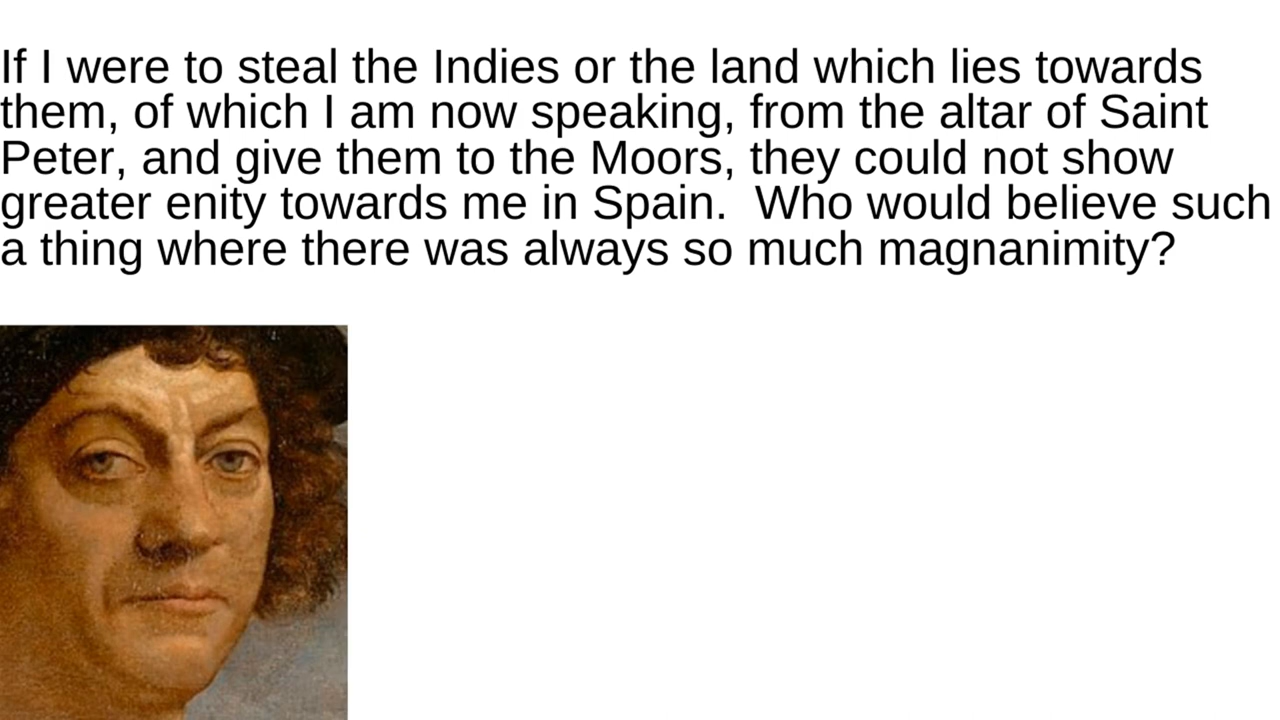 If I were to steal the Indies or the land which lies towards
them, of which I am now speaking, from the altar of Saint
Peter, and give them to the Moors, they could not show
greater enity towards me in Spain.  Who would believe such
a thing where there was always so much magnanimity?